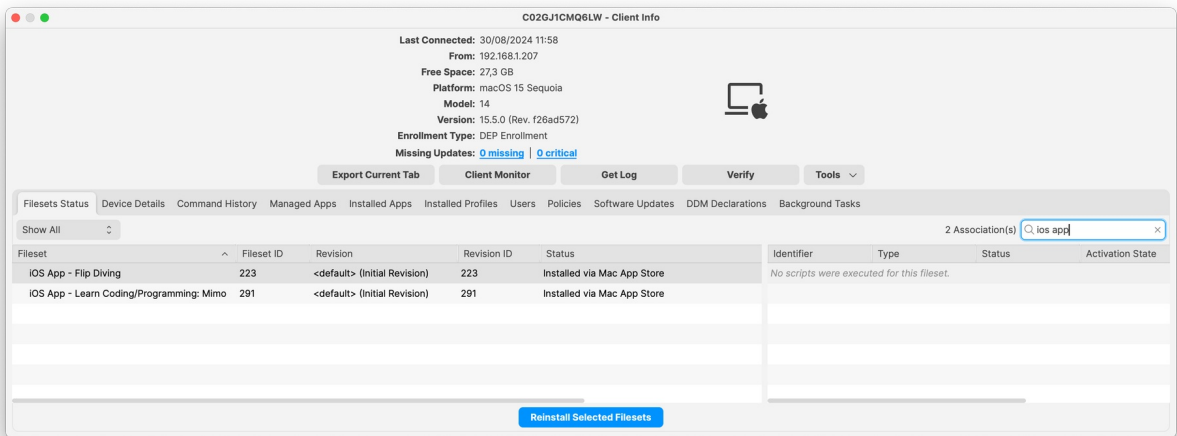 C02GJ1CMQ6LW - Client Info
Last Connected: 30/08/2024 11:58
From: 192.168.1.207
Free Space: 27,3 GB
Platform: macOS 15 Sequoia
Model: 14
Version: 15.5.0 (Rev. f26ad572)
Enrollment Type: DEP Enrollment
Missing Updates: 0 missing | 0 critical
Export Current Tab Client Monitor Get Log Verify Tools
Filesets Status Device Details Command History Managed Apps Installed Apps Installed Profiles Users Policies Software Updates DDM Declarations Background Tasks
Show All 2 Association(s) ios app
Fileset Fileset ID Revision Revision ID Status Identifier Type Status Activation State
iOS App - Flip Diving 223 <default> (Initial Revision) 223 Installed via Mac App Store No scripts were executed for this fileset.
iOS App - Learn Coding/Programming: Mimo 291 <default> (Initial Revision) 291 Installed via Mac App Store
Reinstall Selected Filesets